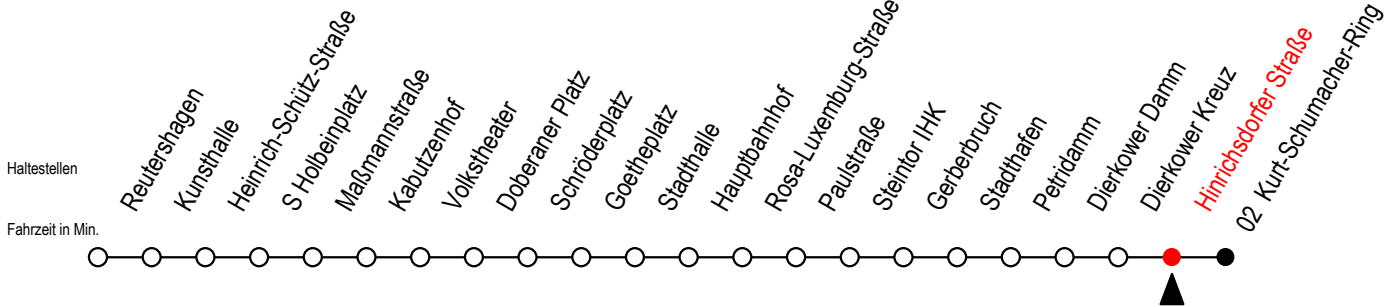 Haltestellen
Fahrzeit in Min.
Reutershagen
Kunsthalle
Heinrich-Schütz-Straße
S Holbeinplatz
Maßmannstraße
Kabutzenhof
Volkstheater
Doberaner Platz
Schröderplatz
Goetheplatz
Stadthalle
Hauptbahnhof
Rosa-Luxemburg-Straße
Paulstraße
Steintor IHK
Gerberbruch
Stadthafen
Petridamm
Dierkower Damm
Dierkower Kreuz
Hinrichsdorfer Straße
02 Kurt-Schumacher-Ring